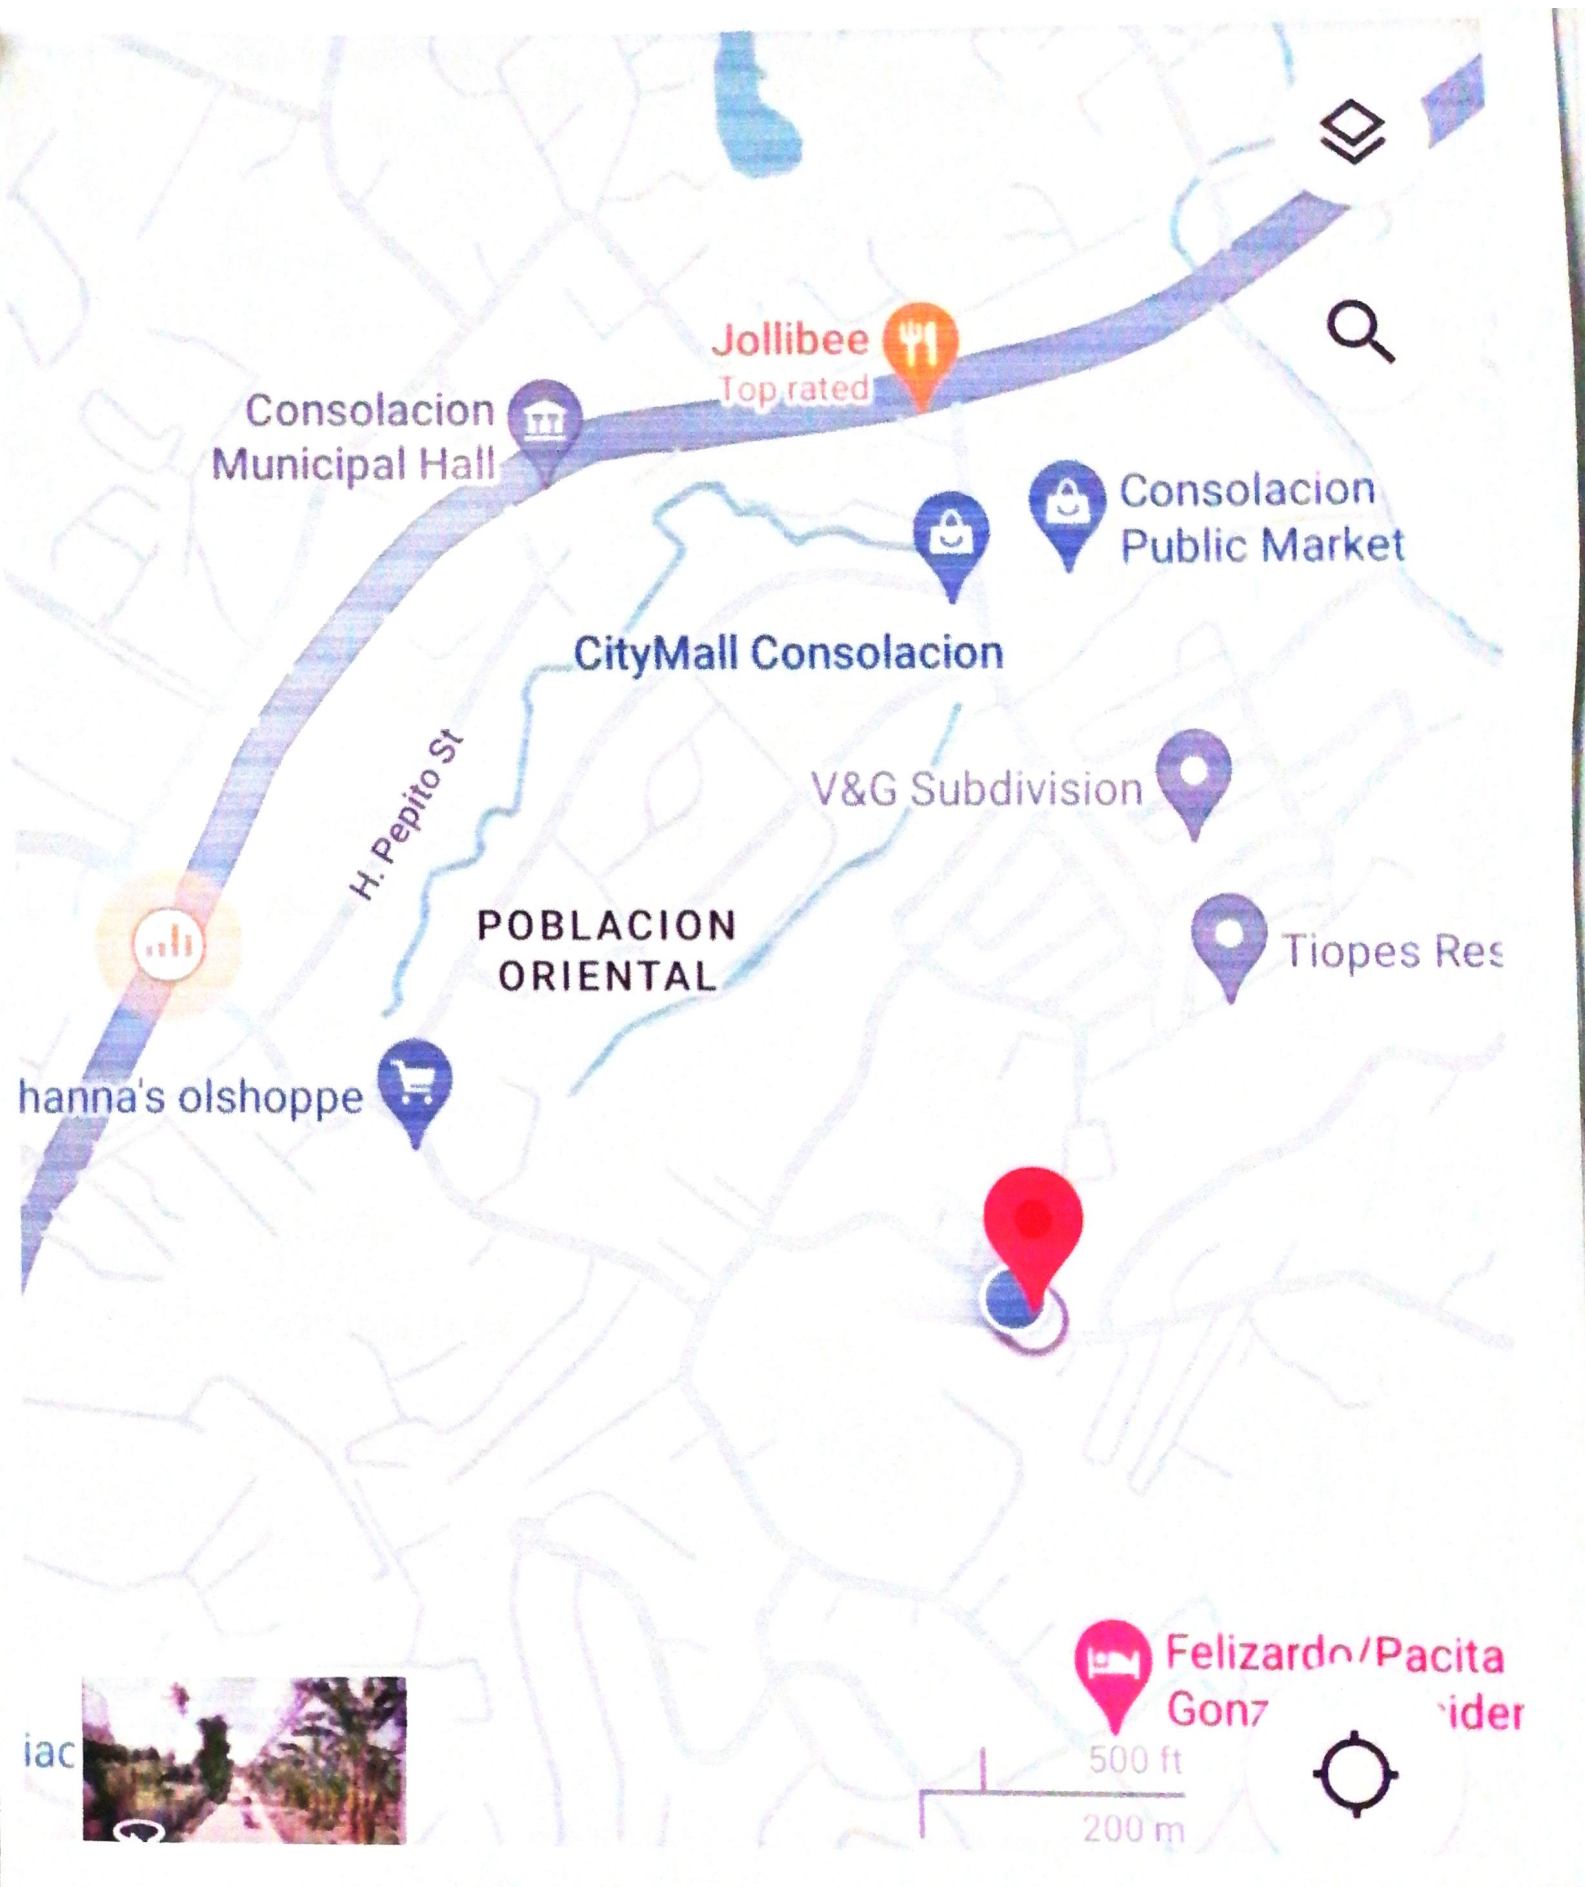 Jollibee
Top rated
Consolacion
Municipal Hall
Consolacion
Public Market
CityMall Consolacion
H. Pepito St
V&G Subdivision
POBLACION
ORIENTAL
Tiopes Res
hanna's olshoppe
Felizardo/Pacita
Gonz ider
iac
500 ft
200 m